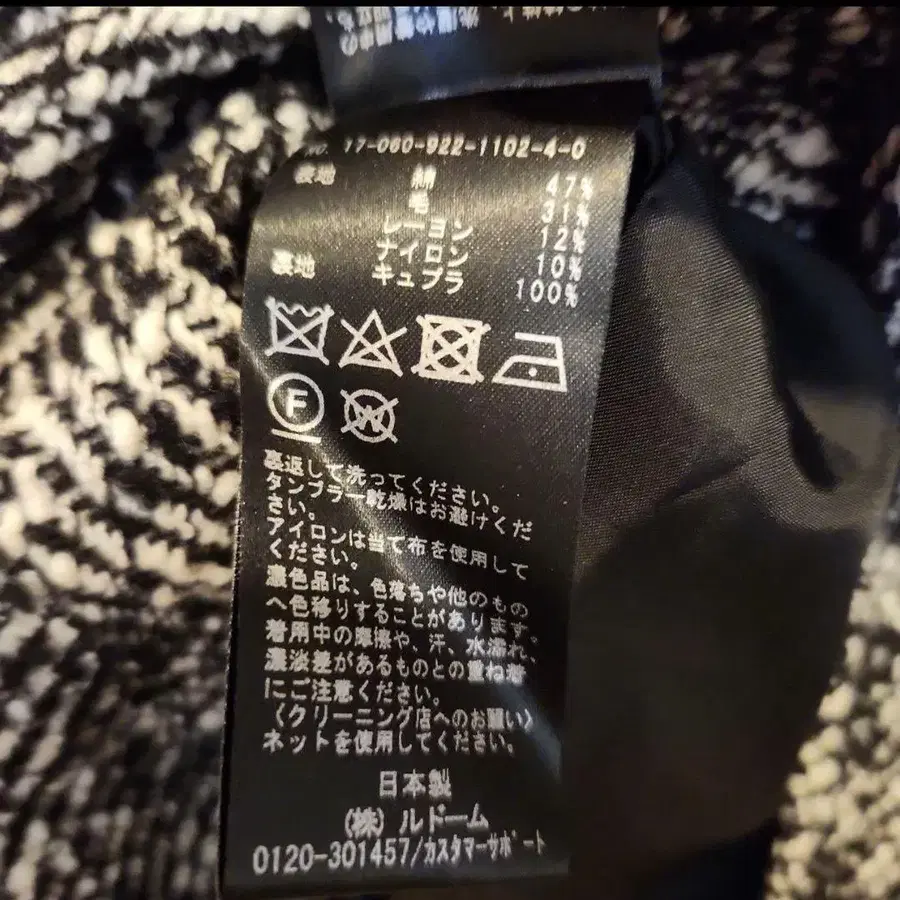 No. 17-060-922-1102-4-0
表地 綿 47%
毛 31%
レーヨン 12%
ナイロン 10%
裏地 キュプラ 100%
F W
裏返して洗ってください。
タンブラー乾燥はお避けくだ
さい。
アイロンは当て布を使用して
ください。
濃色品は、色落ちや他のもの
へ色移りすることがあります。
着用中の摩擦や、汗、水濡れ、
濃淡差があるものとの重ね着
にご注意ください。
〈クリーニング店へのお願い〉
ネットを使用してください。
日本製
(株) ルドーム
0120-301457/カスタマーサポート